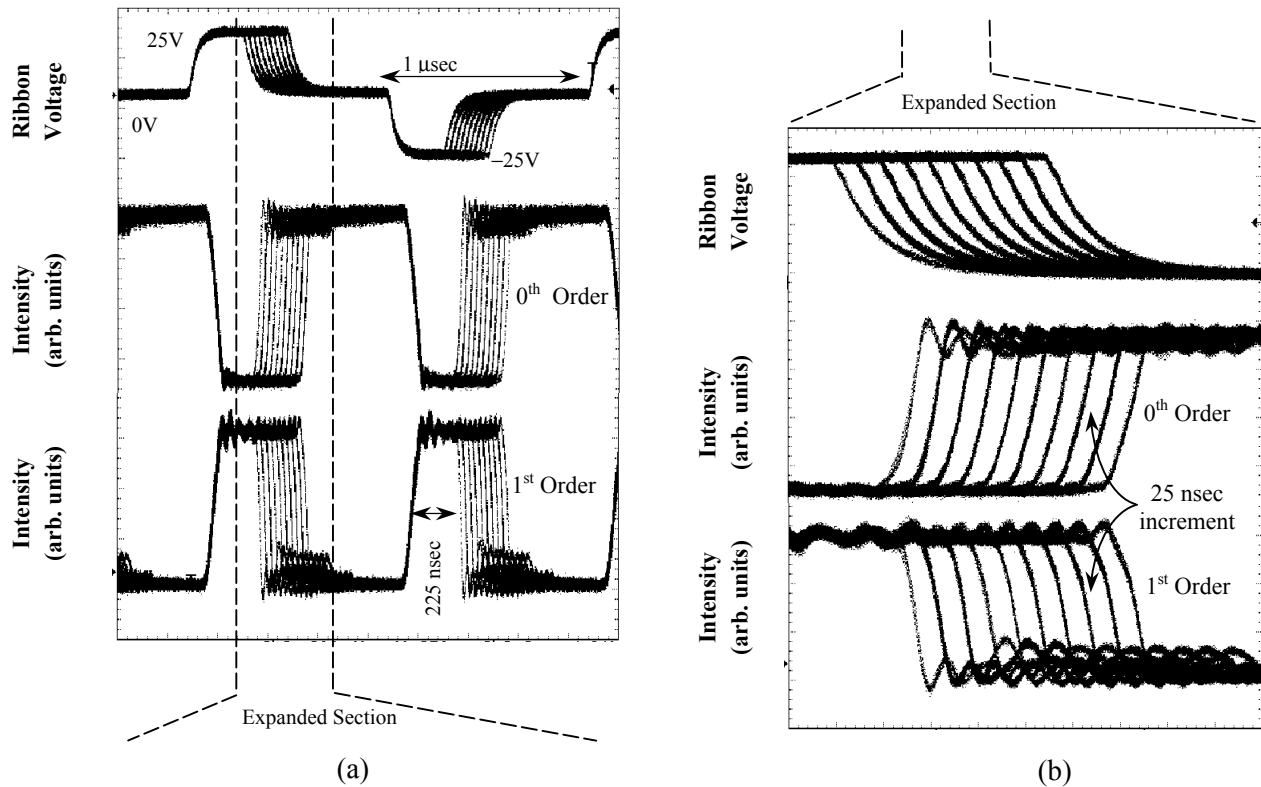 Ribbon
Voltage
25V
0V
1 μsec
–25V
Intensity
(arb. units)
0th Order
Intensity
(arb. units)
1st Order
225 nsec
Expanded Section
(a)
Expanded Section
Ribbon
Voltage
Intensity
(arb. units)
0th Order
25 nsec
increment
Intensity
(arb. units)
1st Order
(b)